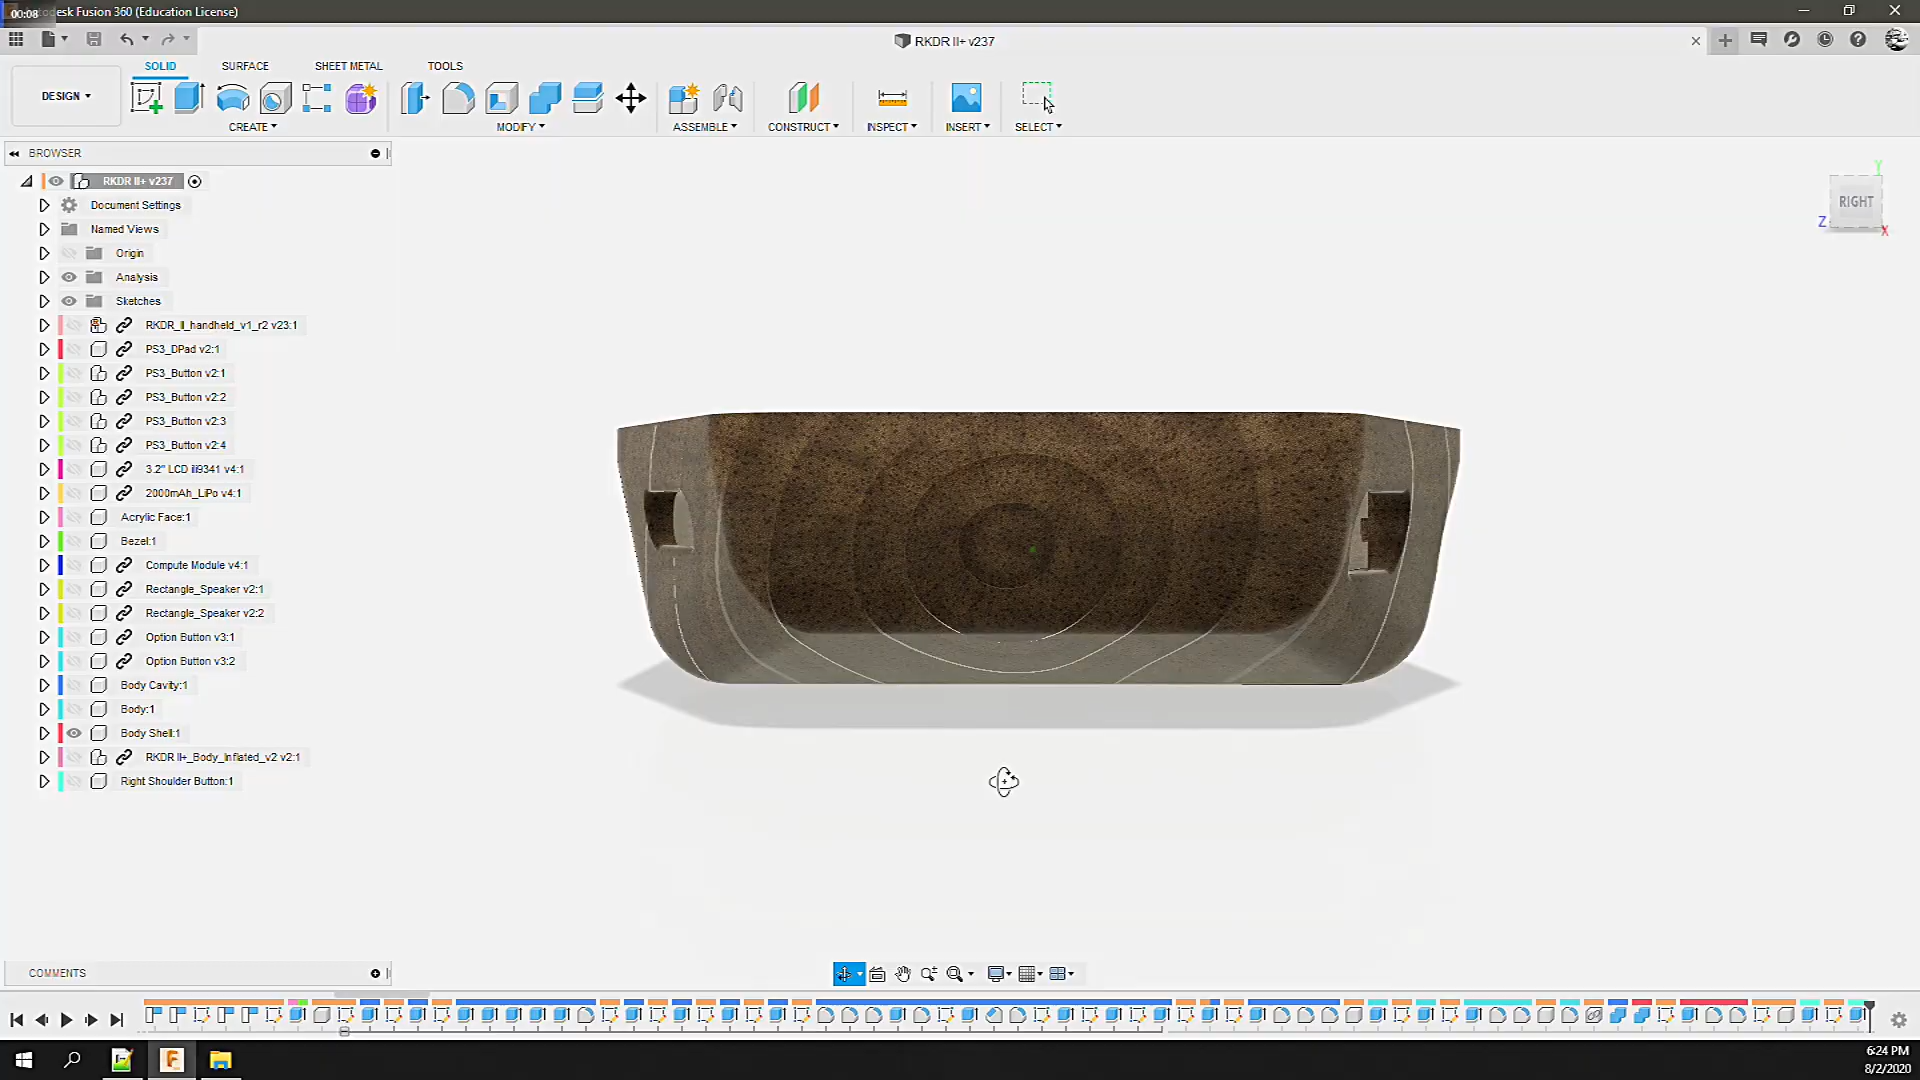 00:08
Autodesk Fusion 360 (Education License)
RKDR II+ v237
SOLID SURFACE SHEET METAL TOOLS
DESIGN
CREATE MODIFY ASSEMBLE CONSTRUCT INSPECT INSERT SELECT
BROWSER
RKDR II+ v237
Document Settings
Named Views
Origin
Analysis
Sketches
RKDR_II_handheld_v1_r2 v23:1
PS3_DPad v2:1
PS3_Button v2:1
PS3_Button v2:2
PS3_Button v2:3
PS3_Button v2:4
3.2" LCD ili9341 v4:1
2000mAh_LiPo v4:1
Acrylic Face:1
Bezel:1
Compute Module v4:1
Rectangle_Speaker v2:1
Rectangle_Speaker v2:2
Option Button v3:1
Option Button v3:2
Body Cavity:1
Body:1
Body Shell:1
RKDR II+_Body_Inflated_v2 v2:1
Right Shoulder Button:1
Y
RIGHT
Z
X
COMMENTS
6:24 PM
8/2/2020